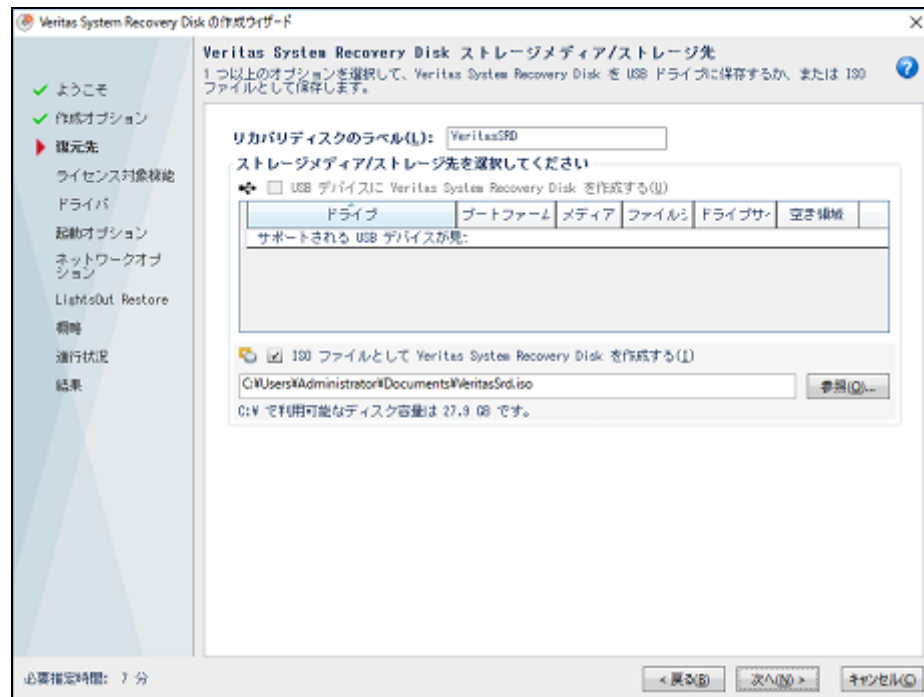 Veritas System Recovery Disk の作成ウィザード
Veritas System Recovery Disk ストレージメディア/ストレージ先
1 つ以上のオプションを選択して、Veritas System Recovery Disk を USB ドライブに保存するか、または ISO
ファイルとして保存します。
ようこそ
作成オプション
復元先
ライセンス対象機能
ドライバ
起動オプション
ネットワークオプ
ション
LightsOut Restore
概略
進行状況
結果
リカバリディスクのラベル(L): VeritasSRD
ストレージメディア/ストレージ先を選択してください
USB デバイスに Veritas System Recovery Disk を作成する(U)
ドライブ ブートファーム メディア ファイルシ ドライブサイ 空き領域
サポートされる USB デバイスが見:
ISO ファイルとして Veritas System Recovery Disk を作成する(I)
C:¥Users¥Administrator¥Documents¥VeritasSrd.iso 参照(O)...
C:¥ で利用可能なディスク容量は 27.9 GB です。
必要推定時間: 7 分
< 戻る(B) 次へ(N) > キャンセル(C)